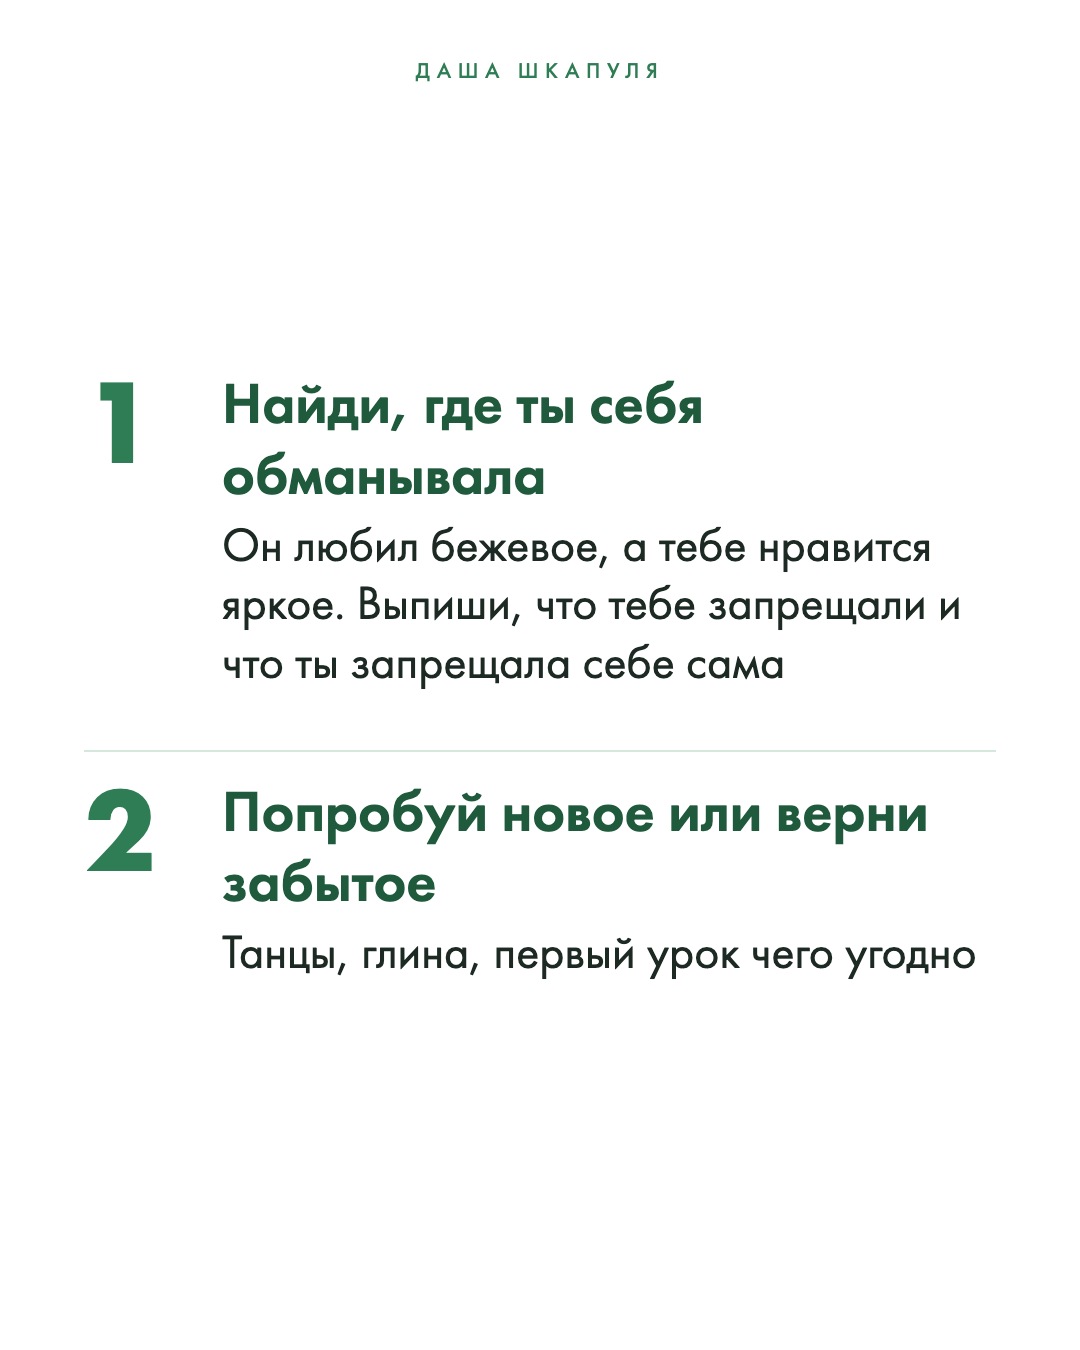 ДАША ШКАПУЛЯ
1
Найди, где ты себя
обманывала
Он любил бежевое, а тебе нравится
яркое. Выпиши, что тебе запрещали и
что ты запрещала себе сама
2
Попробуй новое или верни
забытое
Танцы, глина, первый урок чего угодно